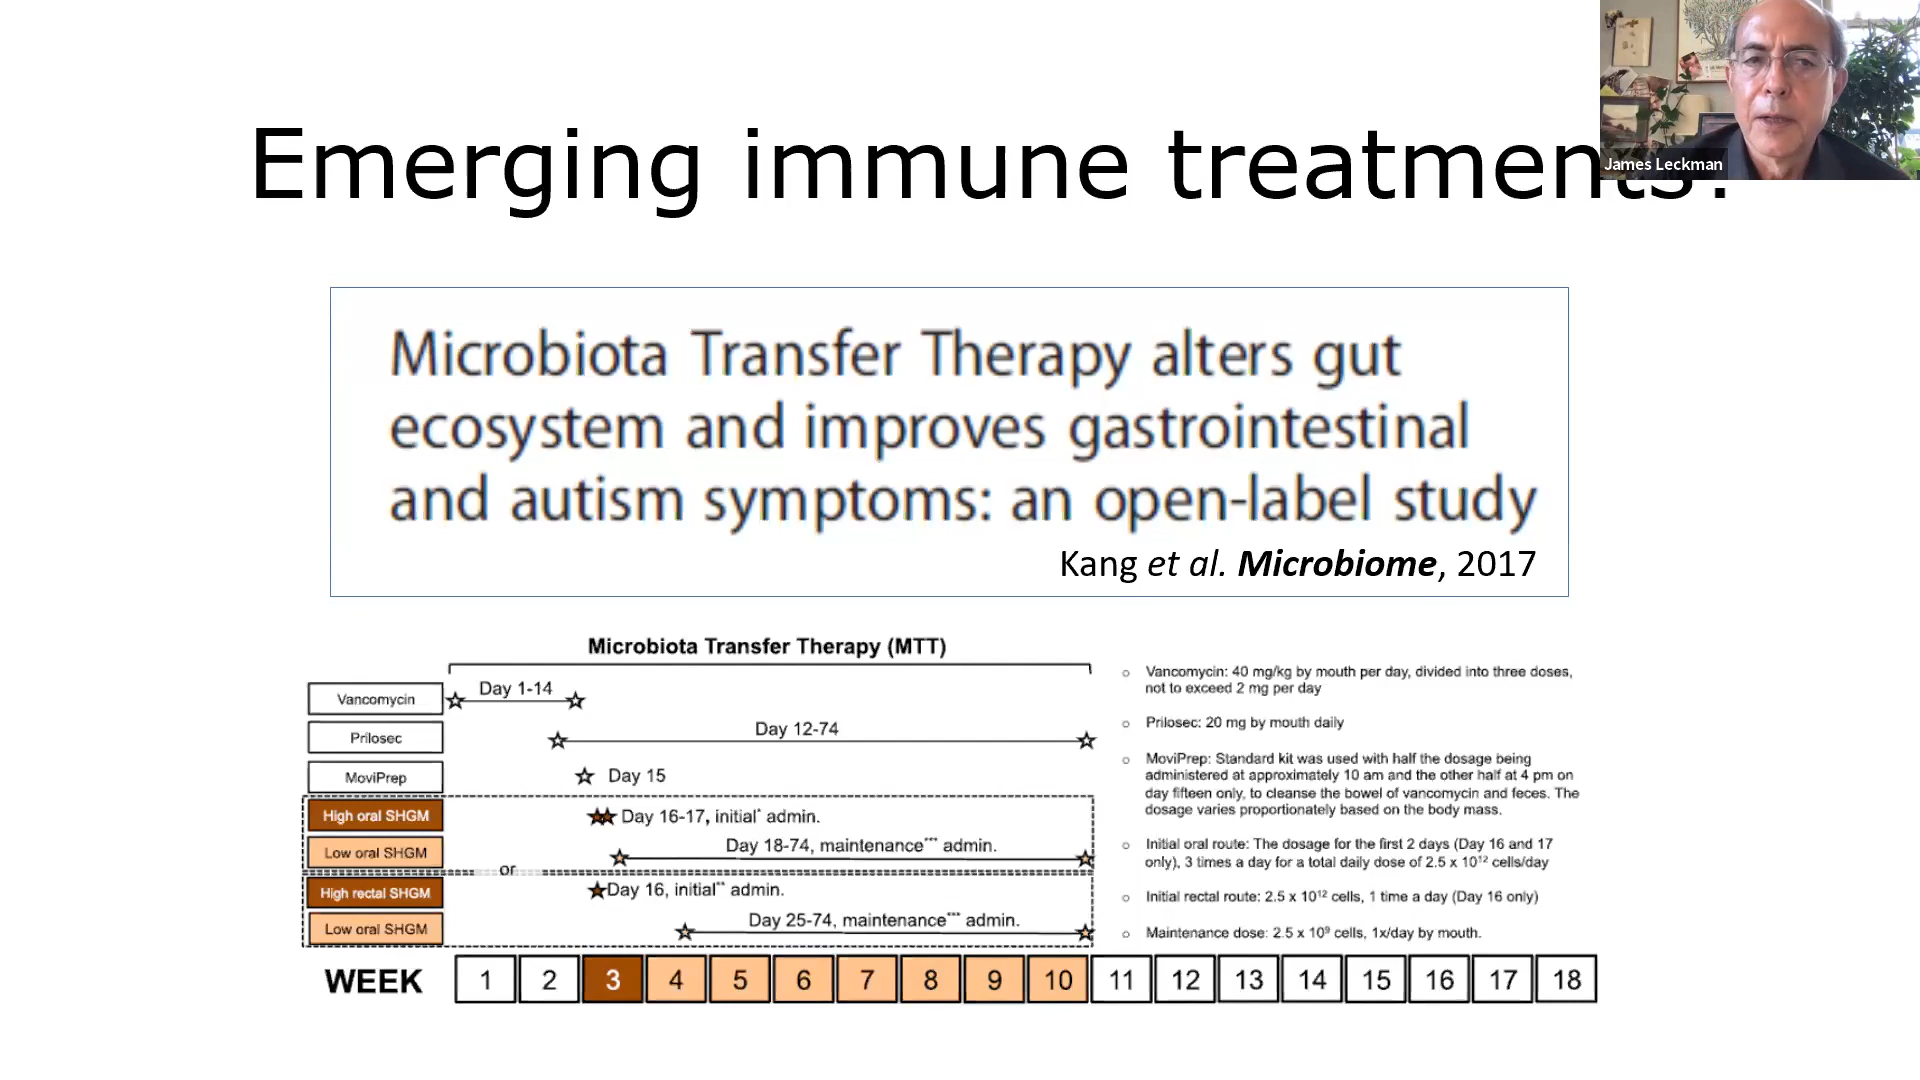 Emerging immune treatments?
James Leckman
Microbiota Transfer Therapy alters gut
ecosystem and improves gastrointestinal
and autism symptoms: an open-label study
Kang et al. Microbiome, 2017
Microbiota Transfer Therapy (MTT)
Vancomycin
Day 1-14
Prilosec
Day 12-74
MoviPrep
Day 15
High oral SHGM
Day 16-17, initial* admin.
Low oral SHGM
Day 18-74, maintenance*** admin.
or
High rectal SHGM
Day 16, initial** admin.
Low oral SHGM
Day 25-74, maintenance*** admin.
WEEK 1 2 3 4 5 6 7 8 9 10 11 12 13 14 15 16 17 18
○ Vancomycin: 40 mg/kg by mouth per day, divided into three doses,
not to exceed 2 mg per day
○ Prilosec: 20 mg by mouth daily
○ MoviPrep: Standard kit was used with half the dosage being
administered at approximately 10 am and the other half at 4 pm on
day fifteen only, to cleanse the bowel of vancomycin and feces. The
dosage varies proportionately based on the body mass.
○ Initial oral route: The dosage for the first 2 days (Day 16 and 17
only), 3 times a day for a total daily dose of 2.5 x 10¹² cells/day
○ Initial rectal route: 2.5 x 10¹² cells, 1 time a day (Day 16 only)
○ Maintenance dose: 2.5 x 10⁹ cells, 1x/day by mouth.